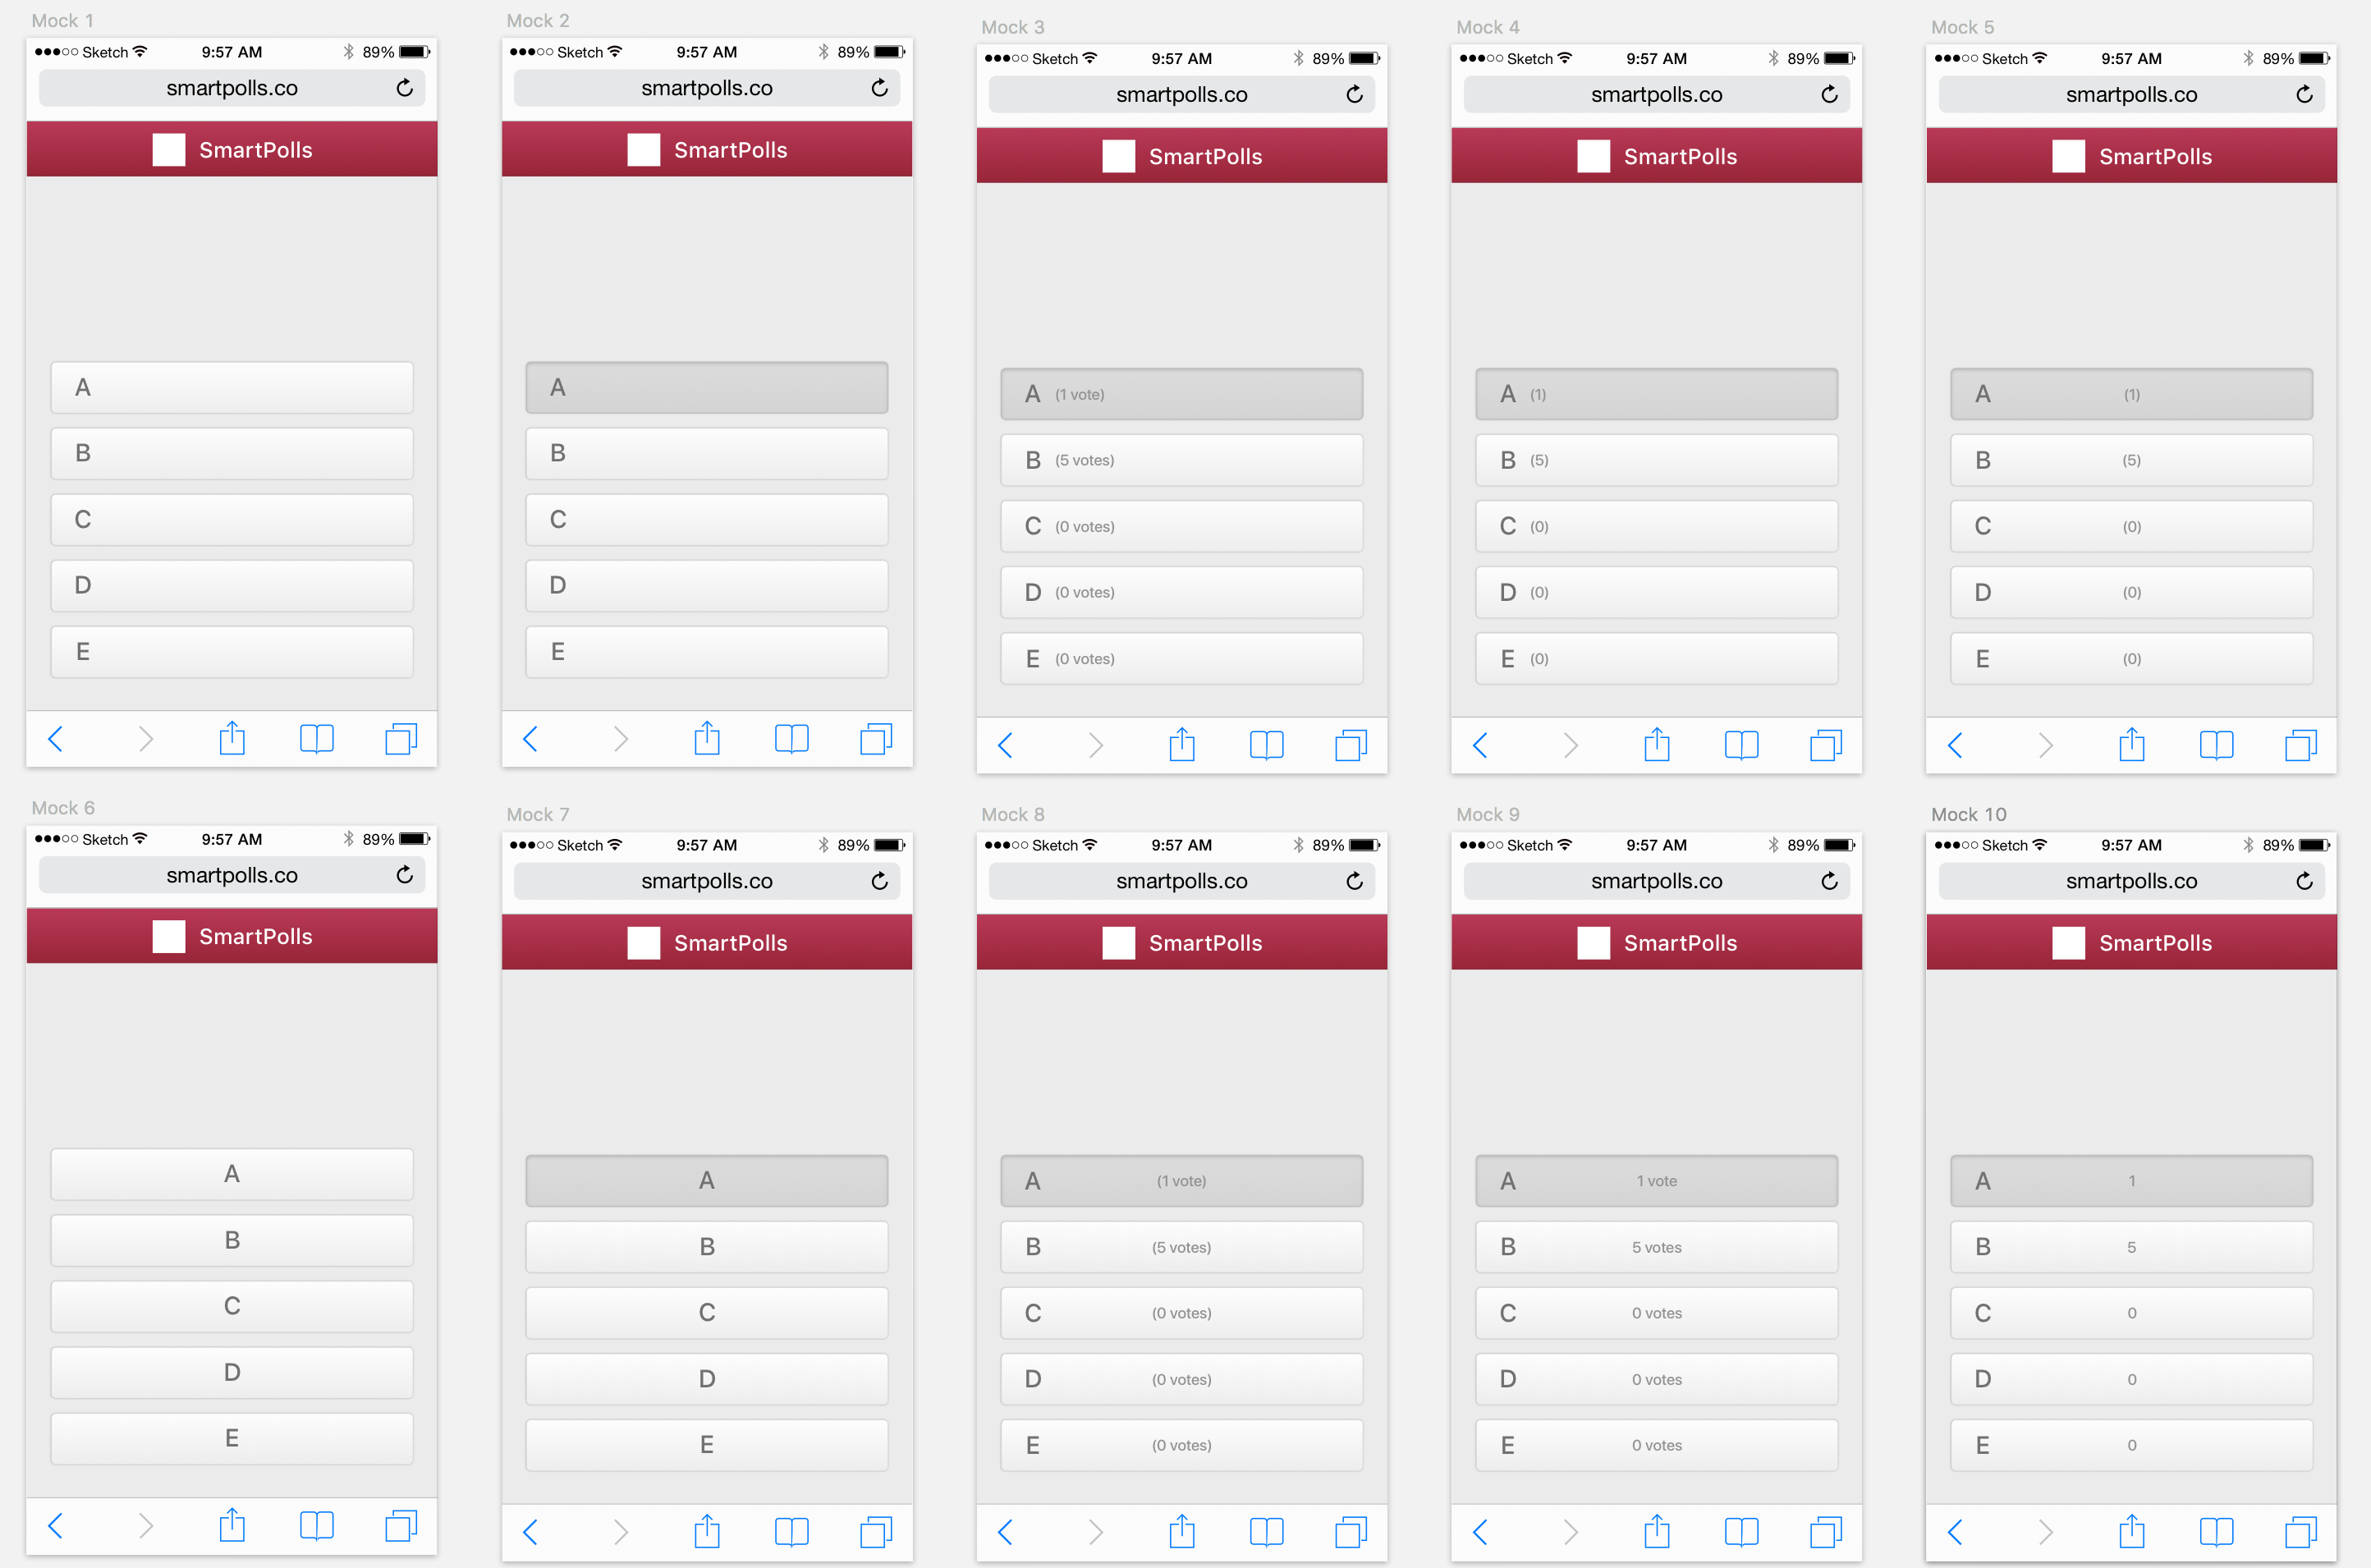 Mock 1
Sketch 9:57 AM 89%
smartpolls.co
SmartPolls
A
B
C
D
E
Mock 2
Sketch 9:57 AM 89%
smartpolls.co
SmartPolls
A
B
C
D
E
Mock 3
Sketch 9:57 AM 89%
smartpolls.co
SmartPolls
A (1 vote)
B (5 votes)
C (0 votes)
D (0 votes)
E (0 votes)
Mock 4
Sketch 9:57 AM 89%
smartpolls.co
SmartPolls
A (1)
B (5)
C (0)
D (0)
E (0)
Mock 5
Sketch 9:57 AM 89%
smartpolls.co
SmartPolls
A (1)
B (5)
C (0)
D (0)
E (0)
Mock 6
Sketch 9:57 AM 89%
smartpolls.co
SmartPolls
A
B
C
D
E
Mock 7
Sketch 9:57 AM 89%
smartpolls.co
SmartPolls
A
B
C
D
E
Mock 8
Sketch 9:57 AM 89%
smartpolls.co
SmartPolls
A (1 vote)
B (5 votes)
C (0 votes)
D (0 votes)
E (0 votes)
Mock 9
Sketch 9:57 AM 89%
smartpolls.co
SmartPolls
A 1 vote
B 5 votes
C 0 votes
D 0 votes
E 0 votes
Mock 10
Sketch 9:57 AM 89%
smartpolls.co
SmartPolls
A 1
B 5
C 0
D 0
E 0